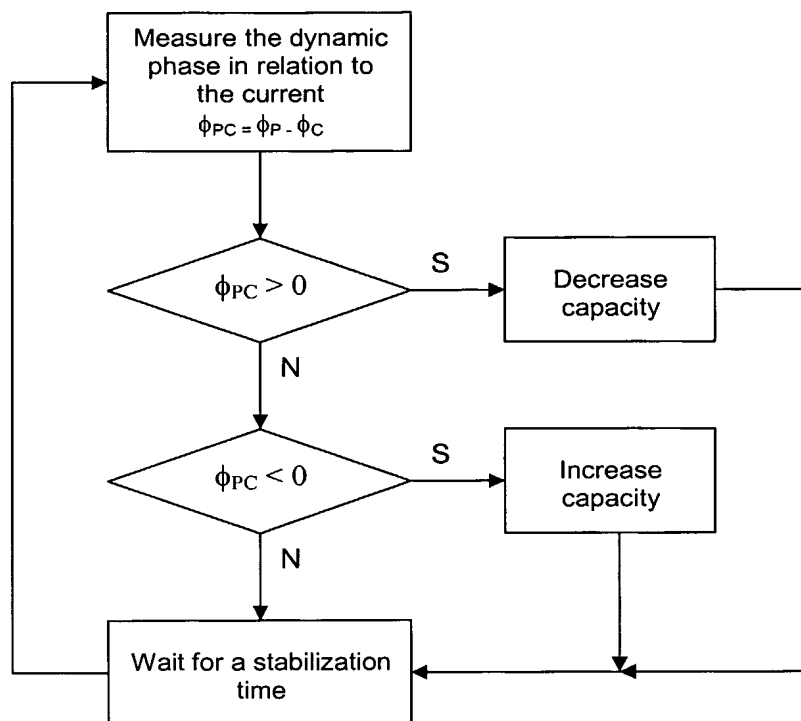 Measure the dynamic
phase in relation to
the current
ϕPC = ϕP - ϕC
ϕPC > 0
S
Decrease
capacity
N
ϕPC < 0
S
Increase
capacity
N
Wait for a stabilization
time